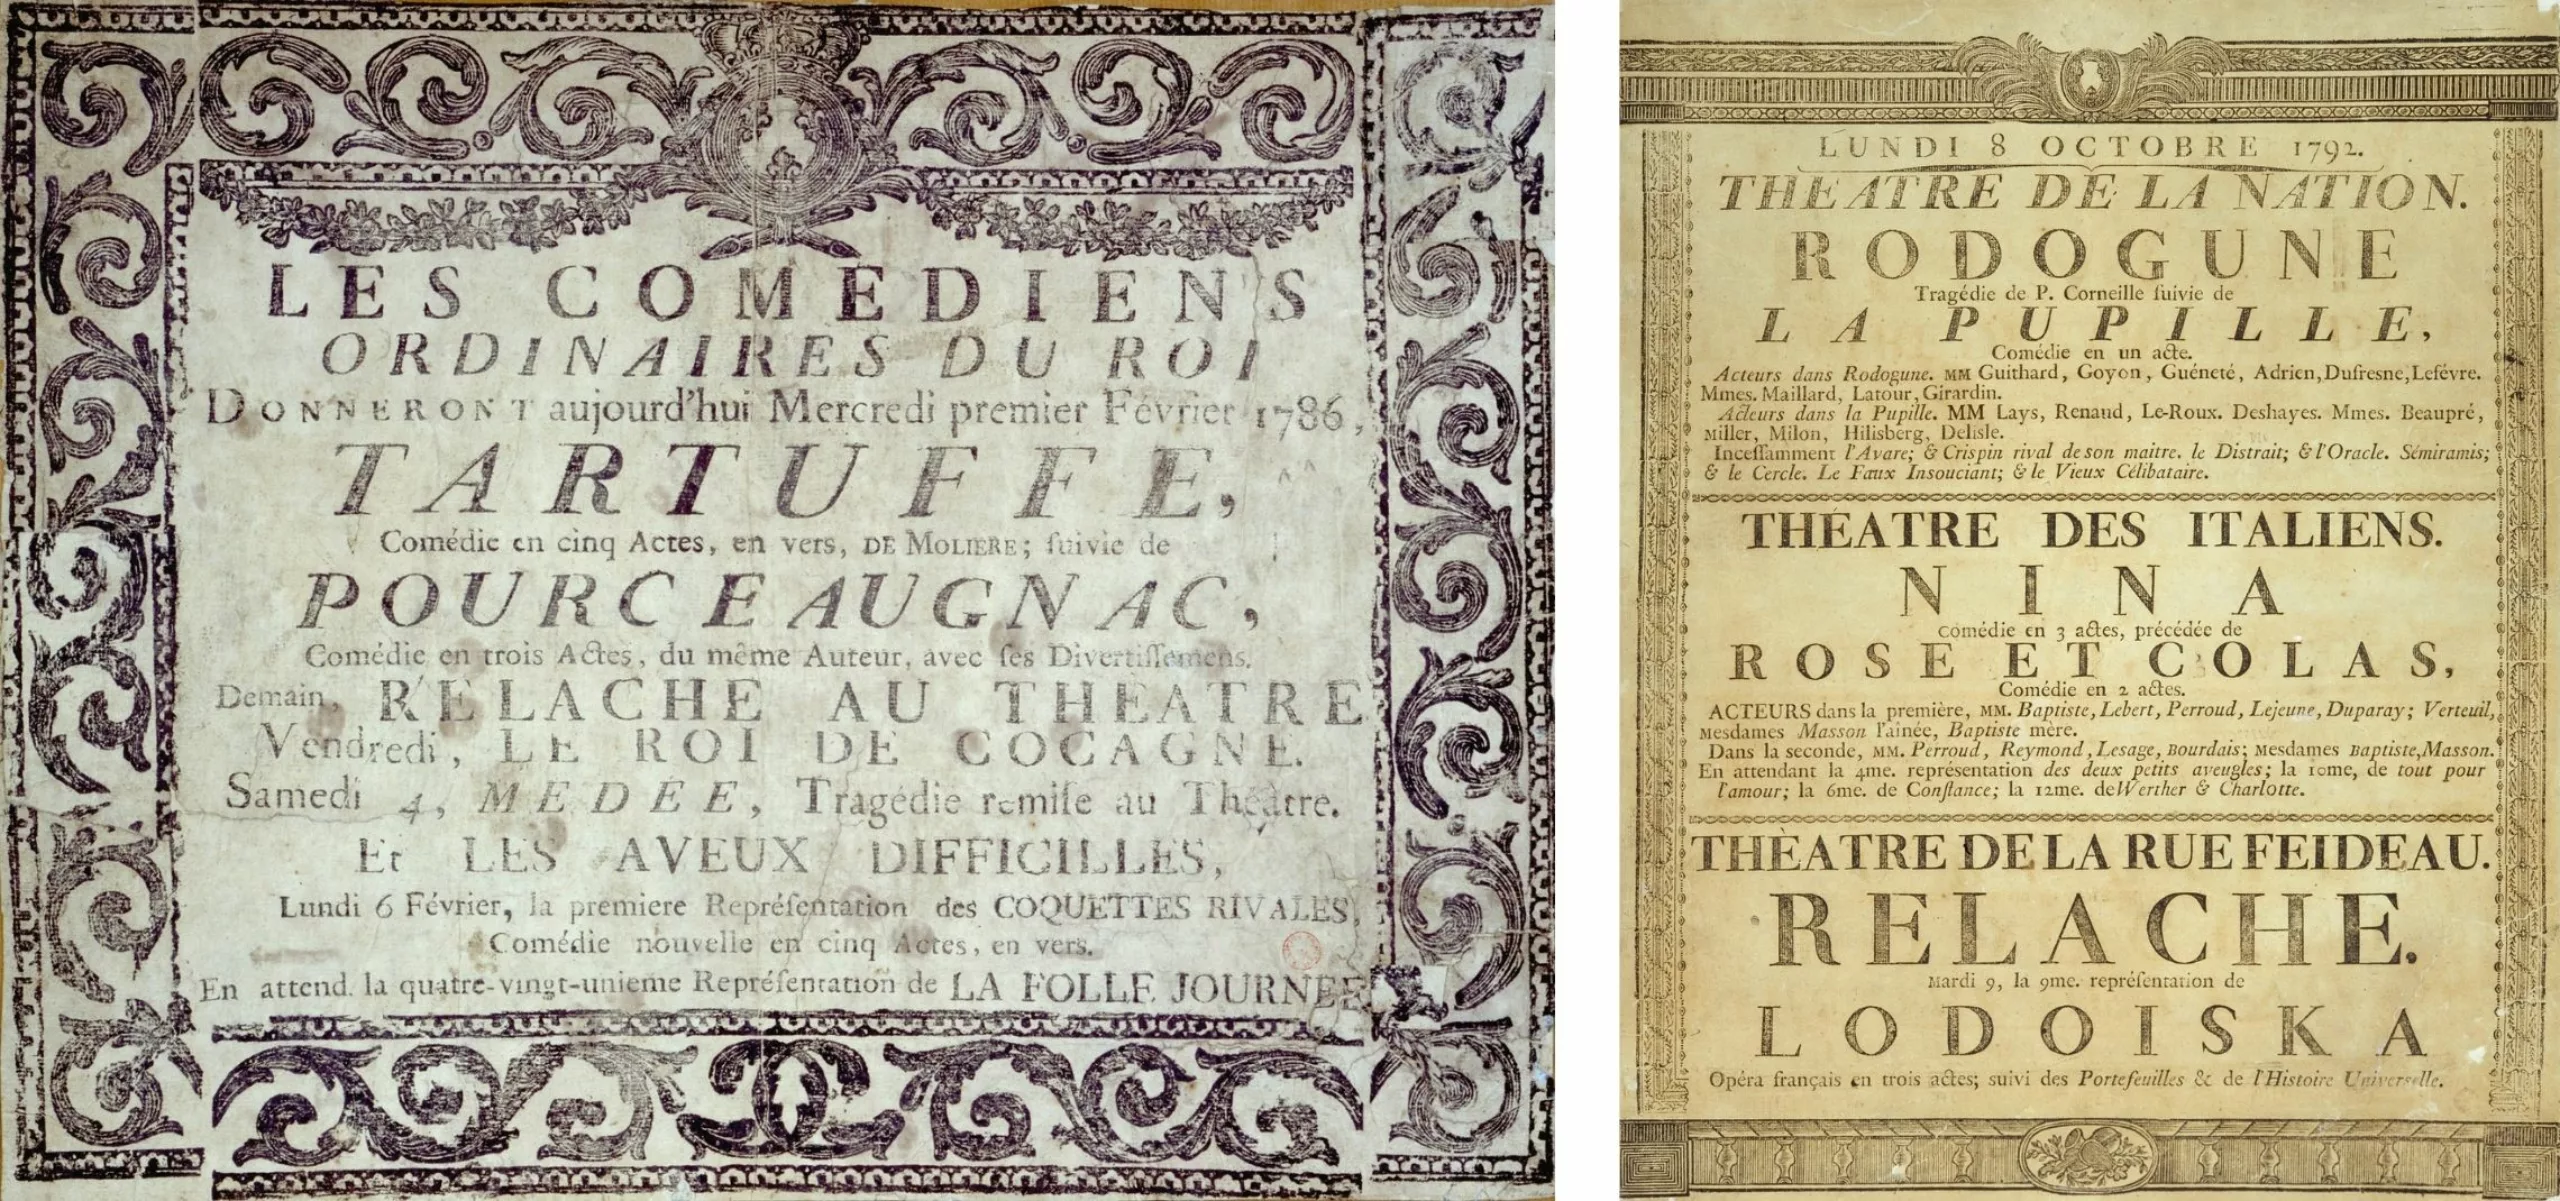 LES COMEDIENS
ORDINAIRES DU ROI
DONNERONT aujourd'hui Mercredi premier Février 1786,
TARTUFFE,
Comédie en cinq Actes, en vers, DE MOLIERE; ſuivie de
POURCEAUGNAC,
Comédie en trois Actes, du même Auteur, avec ſes Divertiſſemens.
Demain, RELACHE AU THEATRE
Vendredi, LE ROI DE COCAGNE.
Samedi 4, MEDÉE, Tragédie remiſe au Théâtre.
Et LES AVEUX DIFFICILLES,
Lundi 6 Février, la premiere Repréſentation des COQUETTES RIVALES,
Comédie nouvelle en cinq Actes, en vers.
En attend. la quatre-vingt-unieme Repréſentation de LA FOLLE JOURNÉE
LUNDI 8 OCTOBRE 1792.
THEATRE DE LA NATION.
RODOGUNE
Tragédie de P. Corneille ſuivie de
LA PUPILLE,
Comédie en un acte.
Acteurs dans Rodogune. MM Guithard, Goyon, Guéneté, Adrien, Dufresne, Lefévre.
Mmes. Maillard, Latour, Girardin.
Acteurs dans la Pupille. MM Lays, Renaud, Le-Roux. Deshayes. Mmes. Beaupré,
Miller, Milon, Hilisberg, Delisle.
Inceſſamment l'Avare; & Crispin rival de son maitre. le Distrait; & l'Oracle. Sémiramis;
& le Cercle. Le Faux Insouciant; & le Vieux Célibataire.
THÉATRE DES ITALIENS.
NINA
Comédie en 3 actes, précédée de
ROSE ET COLAS,
Comédie en 2 actes.
ACTEURS dans la première, MM. Baptiste, Lebert, Perroud, Lejeune, Duparay; Verteuil,
Mesdames Masson l'ainée, Baptiste mère.
Dans la seconde, MM. Perroud, Reymond, Lesage, Bourdais; Mesdames Baptiste, Masson.
En attendant la 4me. représentation des deux petits aveugles; la 10me, de tout pour
l'amour; la 6me. de Conſtance; la 12me. de Werther & Charlotte.
THÈATRE DE LA RUE FEIDEAU.
RELACHE.
Mardi 9, la 9me. repréſentation de
LODOISKA
Opéra français en trois actes; suivi des Portefeuilles & de l'Histoire Universelle.